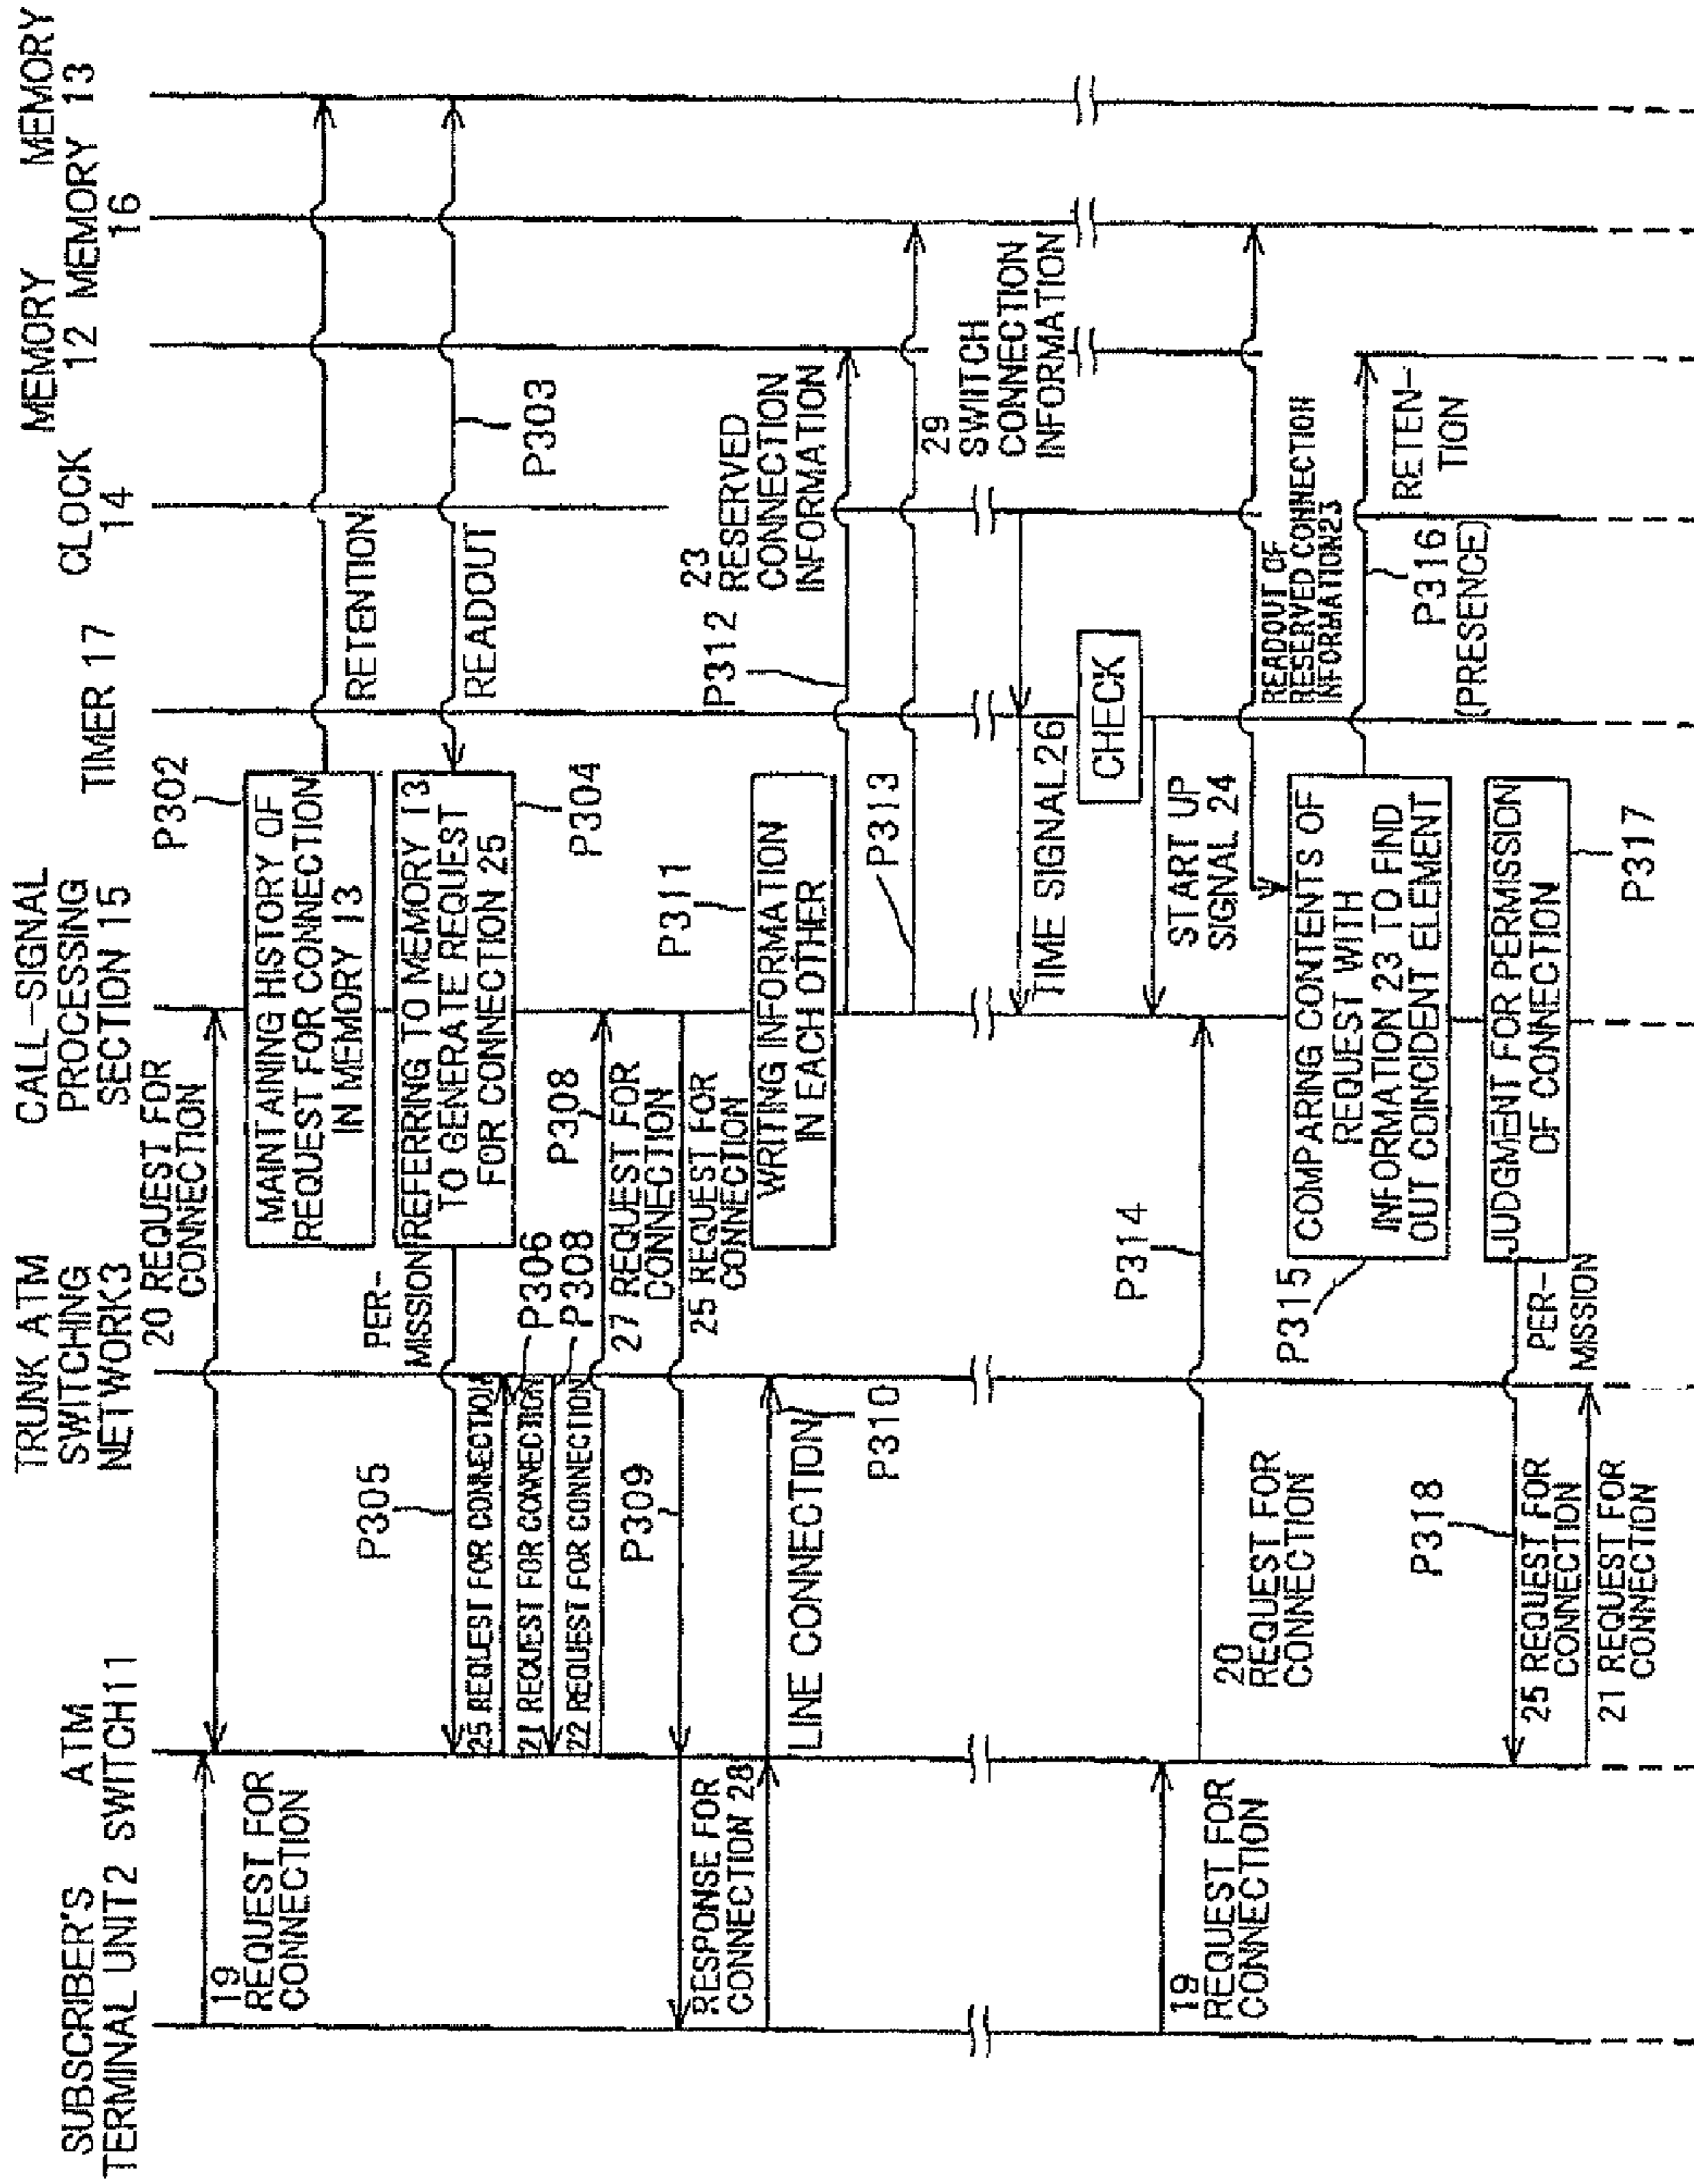 SUBSCRIBER'S
TERMINAL UNIT2
ATM
SWITCH11
TRUNK ATM
SWITCHING
NETWORK3
CALL-SIGNAL
PROCESSING
SECTION 15
TIMER 17
CLOCK
14
MEMORY
12
MEMORY
16
MEMORY
13
19
REQUEST FOR
CONNECTION
20 REQUEST FOR
CONNECTION
P302
MAINTAINING HISTORY OF
REQUEST FOR CONNECTION
IN MEMORY 13
RETENTION
PER-
MISSION
REFERRING TO MEMORY 13
TO GENERATE REQUEST
FOR CONNECTION 25
P304
READOUT
P303
P305
25 REQUEST FOR CONNECTION
P306
21 REQUEST FOR CONNECTION
P308
22 REQUEST FOR CONNECTION
P308
27 REQUEST FOR
CONNECTION
P309
25 REQUEST FOR
CONNECTION
RESPONSE FOR
CONNECTION 28
LINE CONNECTION
P310
P311
WRITING INFORMATION
IN EACH OTHER
P312
23
RESERVED
CONNECTION
INFORMATION
P313
29
SWITCH
CONNECTION
INFORMATION
TIME SIGNAL26
CHECK
START UP
SIGNAL 24
19
REQUEST FOR
CONNECTION
20
REQUEST FOR
CONNECTION
P314
READOUT OF
RESERVED CONNECTION
INFORMATION23
P315
COMPARING CONTENTS OF
REQUEST WITH
INFORMATION 23 TO FIND
OUT COINCIDENT ELEMENT
P316
(PRESENCE)
RETEN-
TION
JUDGMENT FOR PERMISSION
OF CONNECTION
P317
PER-
MISSION
P318
25 REQUEST FOR
CONNECTION
21 REQUEST FOR
CONNECTION